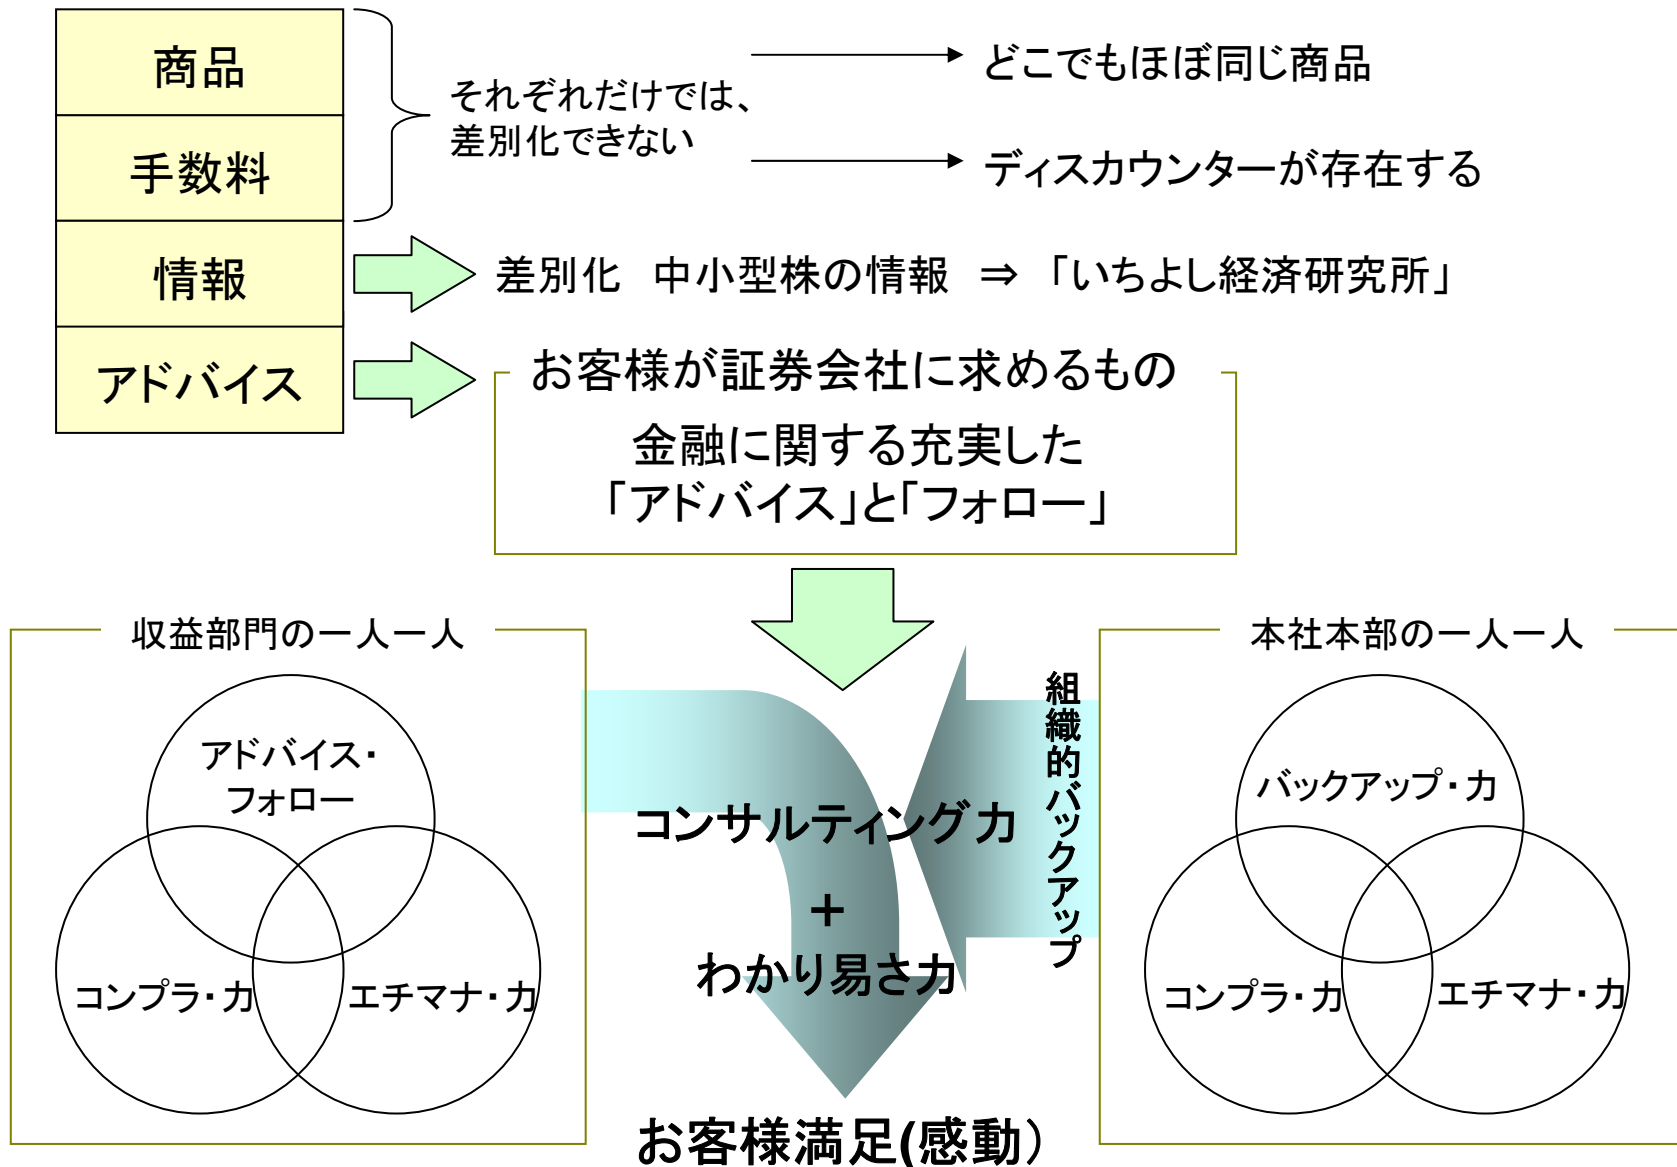 商品
手数料
情報
アドバイス
それぞれだけでは、
差別化できない
どこでもほぼ同じ商品
ディスカウンターが存在する
差別化　中小型株の情報　⇒　「いちよし経済研究所」
お客様が証券会社に求めるもの
金融に関する充実した
「アドバイス」と「フォロー」
収益部門の一人一人
アドバイス・
フォロー
コンプラ・力
エチマナ・力
コンサルティング力
＋
わかり易さ力
組織的バックアップ
本社本部の一人一人
バックアップ・力
コンプラ・力
エチマナ・力
お客様満足(感動）